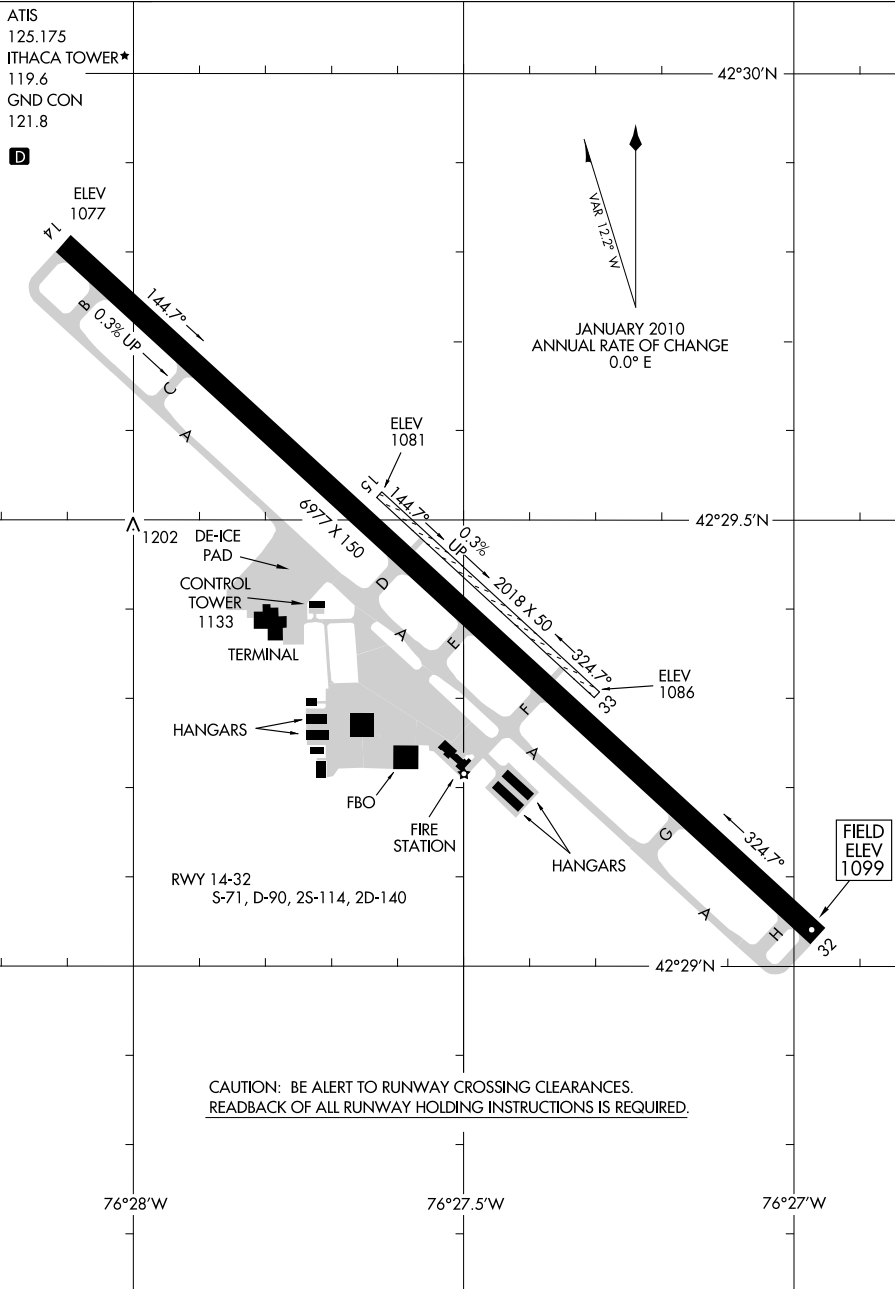 ATIS
125.175
ITHACA TOWER★
119.6
GND CON
121.8
D
42°30'N
ELEV
1077
14
VAR 12.2° W
JANUARY 2010
ANNUAL RATE OF CHANGE
0.0° E
144.7°
B
0.3% UP
C
A
ELEV
1081
15
144.7°
0.3%
UP
6977 X 150
2018 X 50
42°29.5'N
1202
DE-ICE
PAD
CONTROL
TOWER
1133
TERMINAL
D
A
E
324.7°
ELEV
1086
33
F
HANGARS
A
FBO
FIRE
STATION
HANGARS
G
324.7°
FIELD
ELEV
1099
RWY 14-32
S-71, D-90, 2S-114, 2D-140
A
H
32
42°29'N
CAUTION: BE ALERT TO RUNWAY CROSSING CLEARANCES.
READBACK OF ALL RUNWAY HOLDING INSTRUCTIONS IS REQUIRED.
76°28'W
76°27.5'W
76°27'W